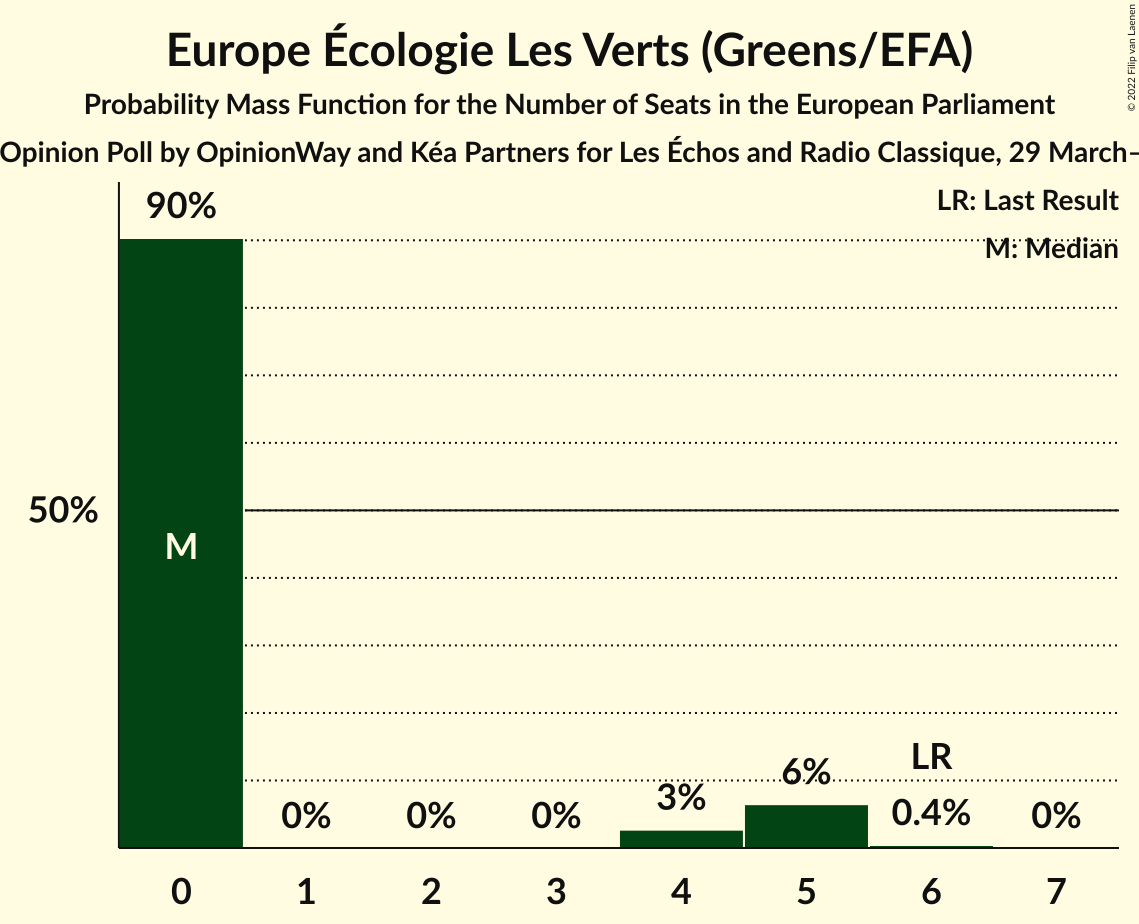 Europe Écologie Les Verts (Greens/EFA)
Probability Mass Function for the Number of Seats in the European Parliament
Opinion Poll by OpinionWay and Kéa Partners for Les Échos and Radio Classique, 29 March–
© 2022 Filip van Laenen
LR: Last Result
M: Median
90%
50%
M
0%
0%
0%
3%
6%
LR
0.4%
0%
0 1 2 3 4 5 6 7